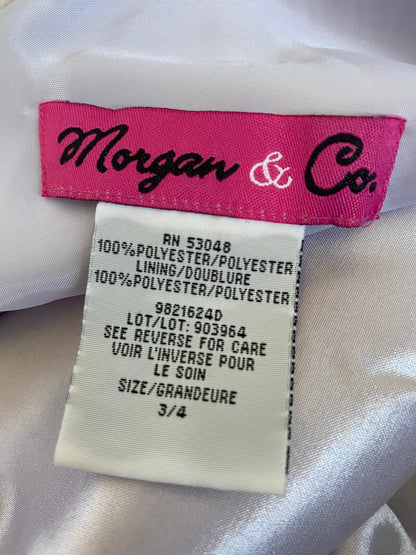 Morgan & Co.
RN 53048
100%POLYESTER/POLYESTER
LINING/DOUBLURE
100%POLYESTER/POLYESTER
9821624D
LOT/LOT: 903964
SEE REVERSE FOR CARE
VOIR L'INVERSE POUR
LE SOIN
SIZE/GRANDEURE
3/4